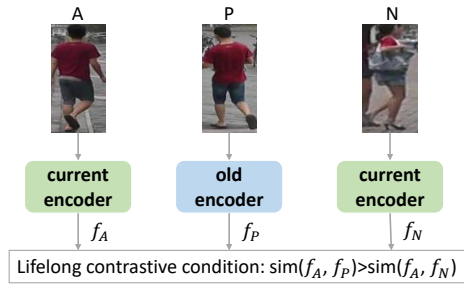 A P N
current encoder
old encoder
current encoder
f_A f_P f_N
Lifelong contrastive condition: sim(f_A, f_P)>sim(f_A, f_N)